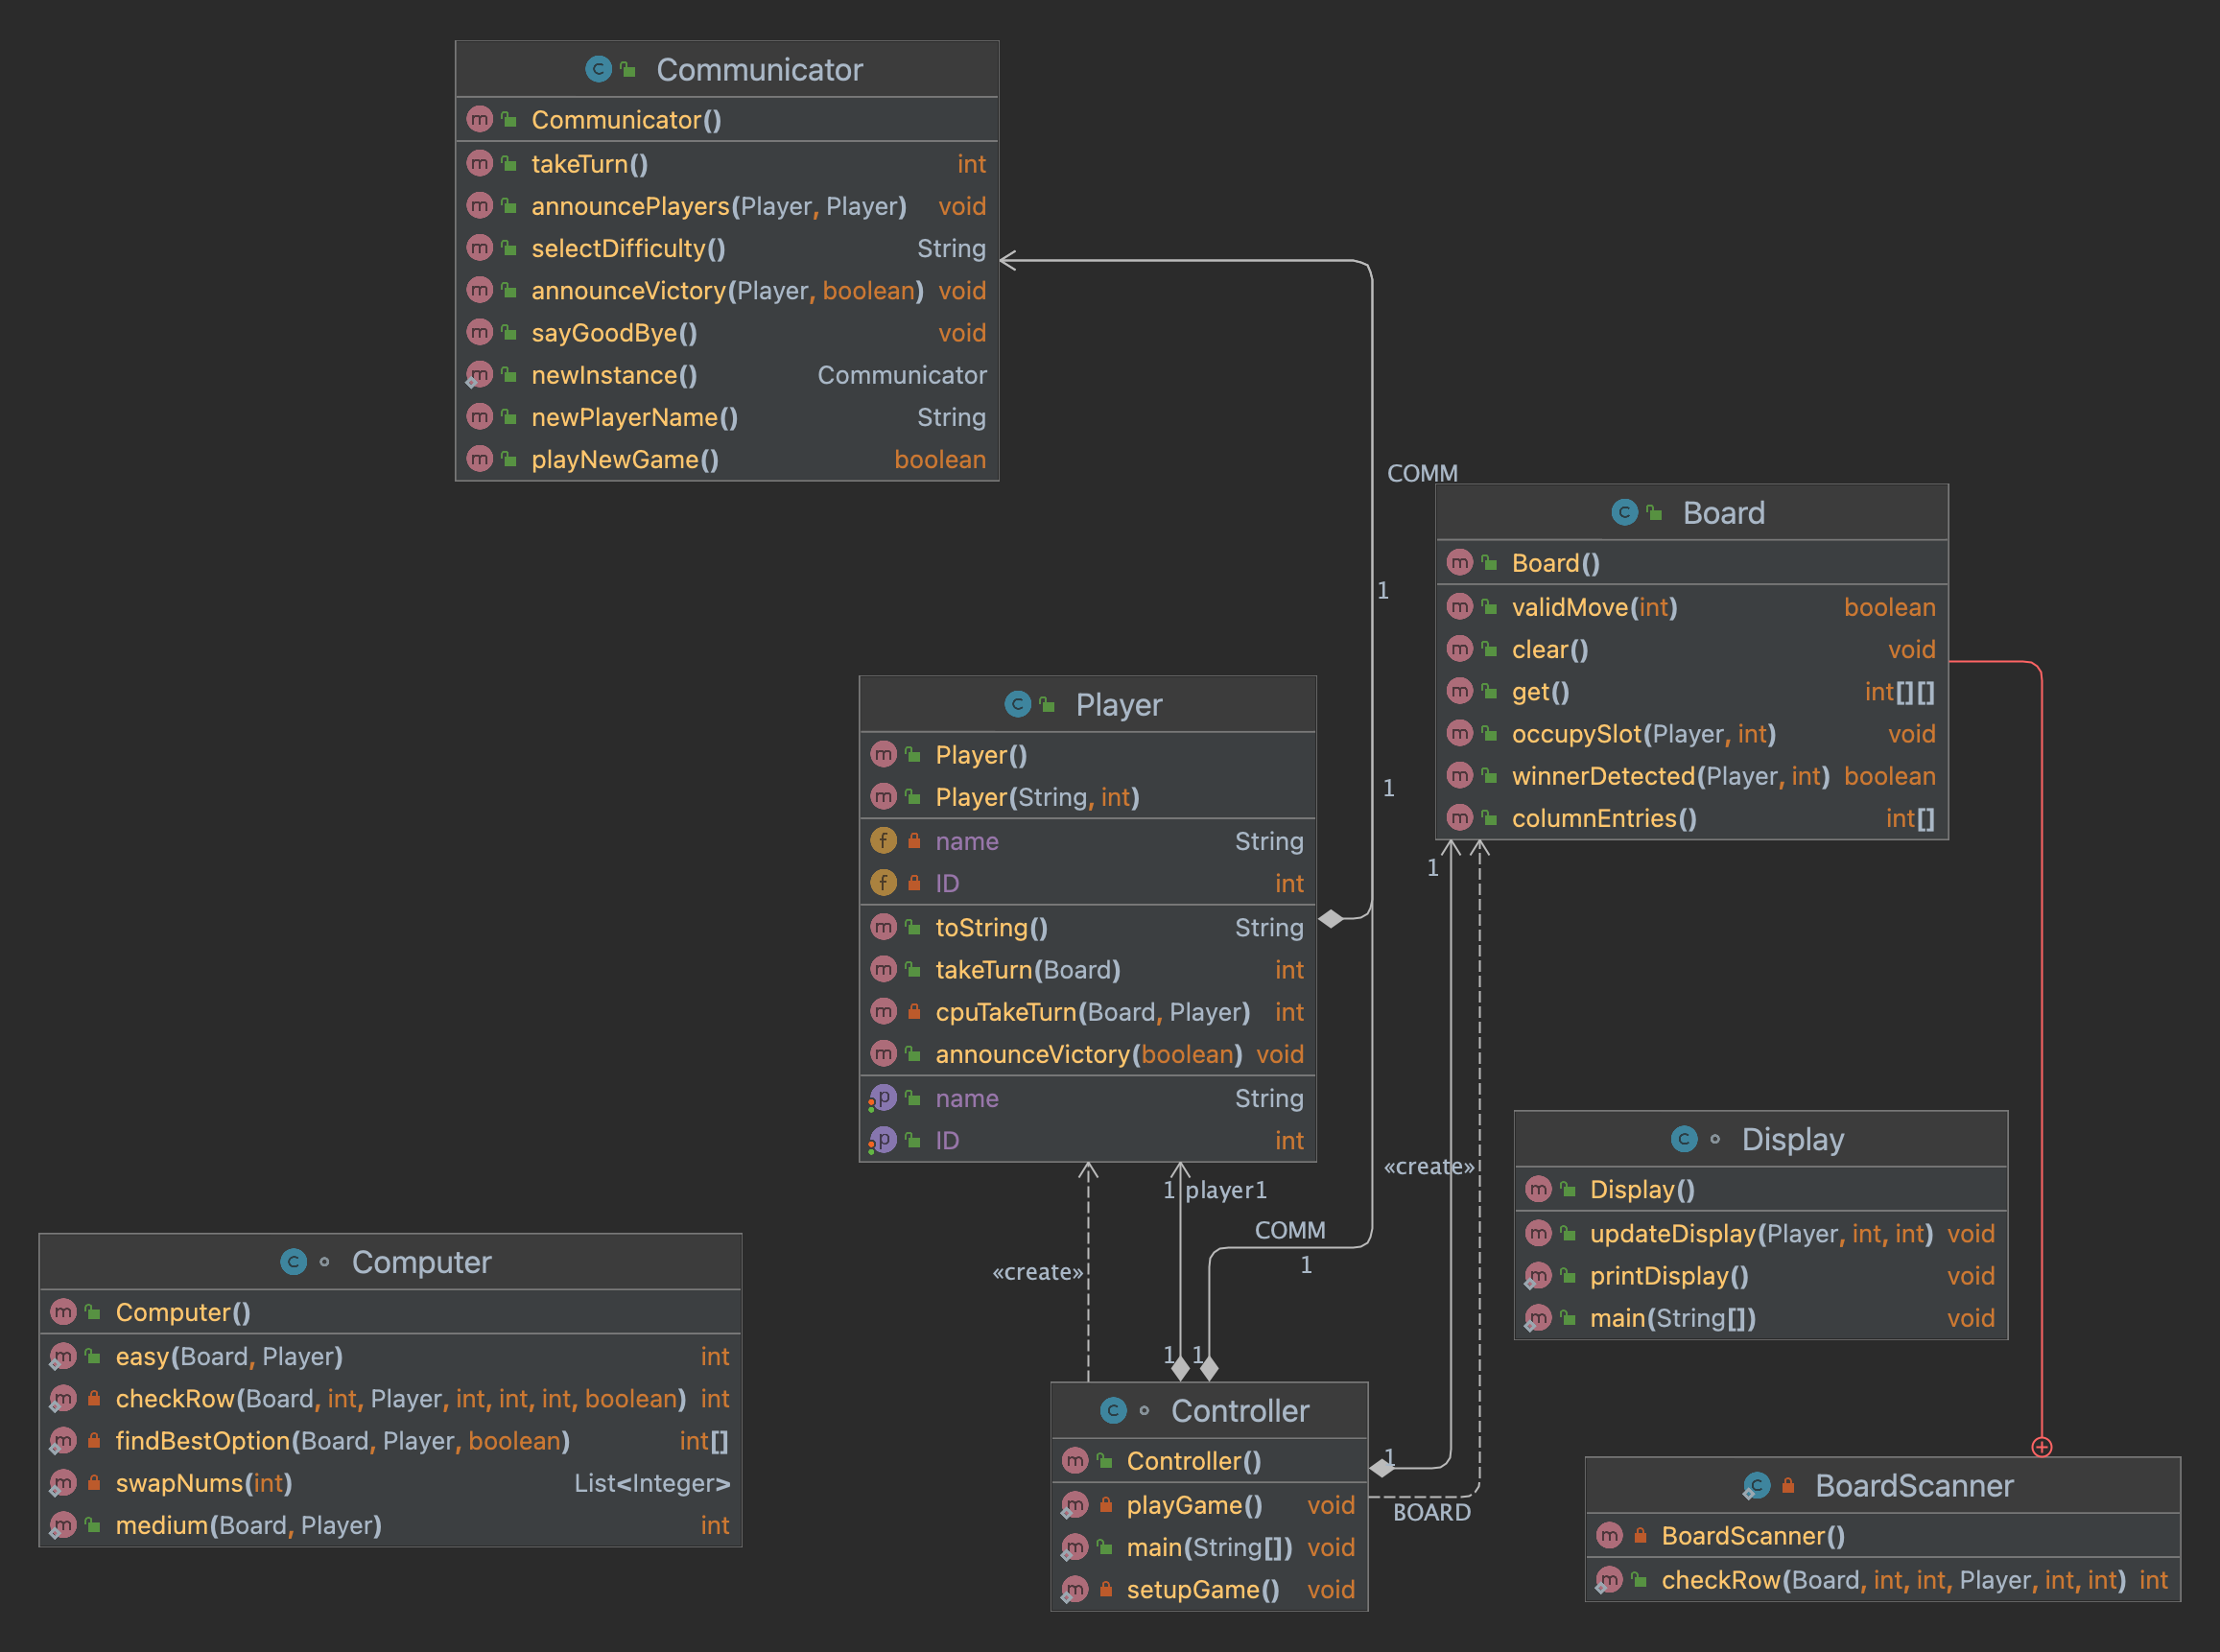 Communicator
Communicator()
takeTurn() int
announcePlayers(Player, Player) void
selectDifficulty() String
announceVictory(Player, boolean) void
sayGoodBye() void
newInstance() Communicator
newPlayerName() String
playNewGame() boolean
COMM
1
1
Board
Board()
validMove(int) boolean
clear() void
get() int[][]
occupySlot(Player, int) void
winnerDetected(Player, int) boolean
columnEntries() int[]
1
Player
Player()
Player(String, int)
name String
ID int
toString() String
takeTurn(Board) int
cpuTakeTurn(Board, Player) int
announceVictory(boolean) void
name String
ID int
1 player1
«create»
«create»
COMM
1
1
1
1
BOARD
Display
Display()
updateDisplay(Player, int, int) void
printDisplay() void
main(String[]) void
Computer
Computer()
easy(Board, Player) int
checkRow(Board, int, Player, int, int, int, boolean) int
findBestOption(Board, Player, boolean) int[]
swapNums(int) List<Integer>
medium(Board, Player) int
Controller
Controller()
playGame() void
main(String[]) void
setupGame() void
BoardScanner
BoardScanner()
checkRow(Board, int, int, Player, int, int) int